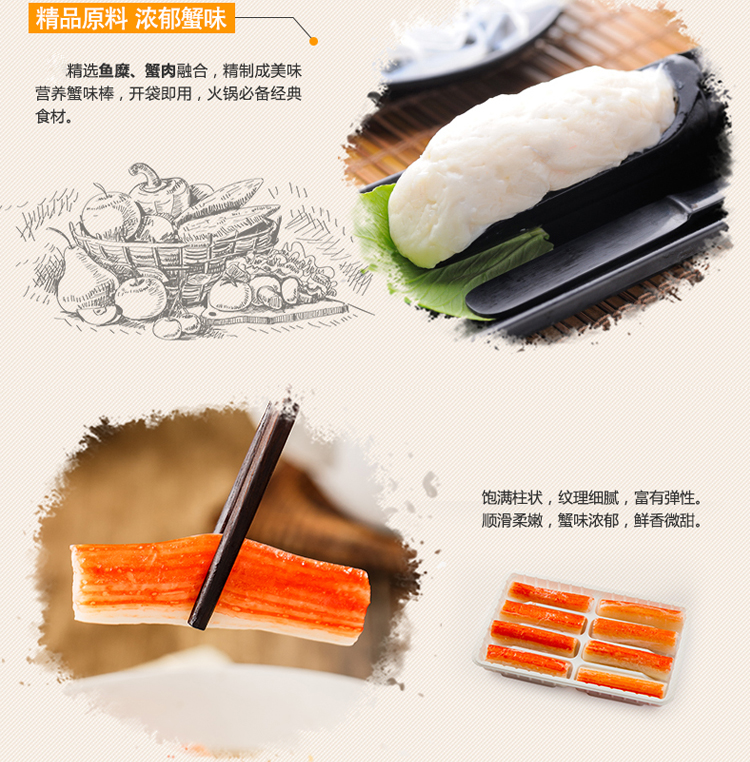 精品原料 浓郁蟹味
精选鱼糜、蟹肉融合，精制成美味
营养蟹味棒，开袋即用，火锅必备经典
食材。
饱满柱状，纹理细腻，富有弹性。
顺滑柔嫩，蟹味浓郁，鲜香微甜。